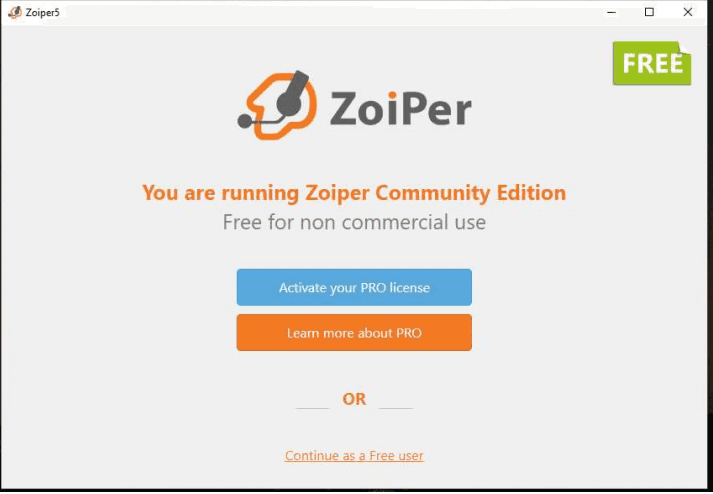 Zoiper5
FREE
ZoiPer
You are running Zoiper Community Edition
Free for non commercial use
Activate your PRO license
Learn more about PRO
OR
Continue as a Free user